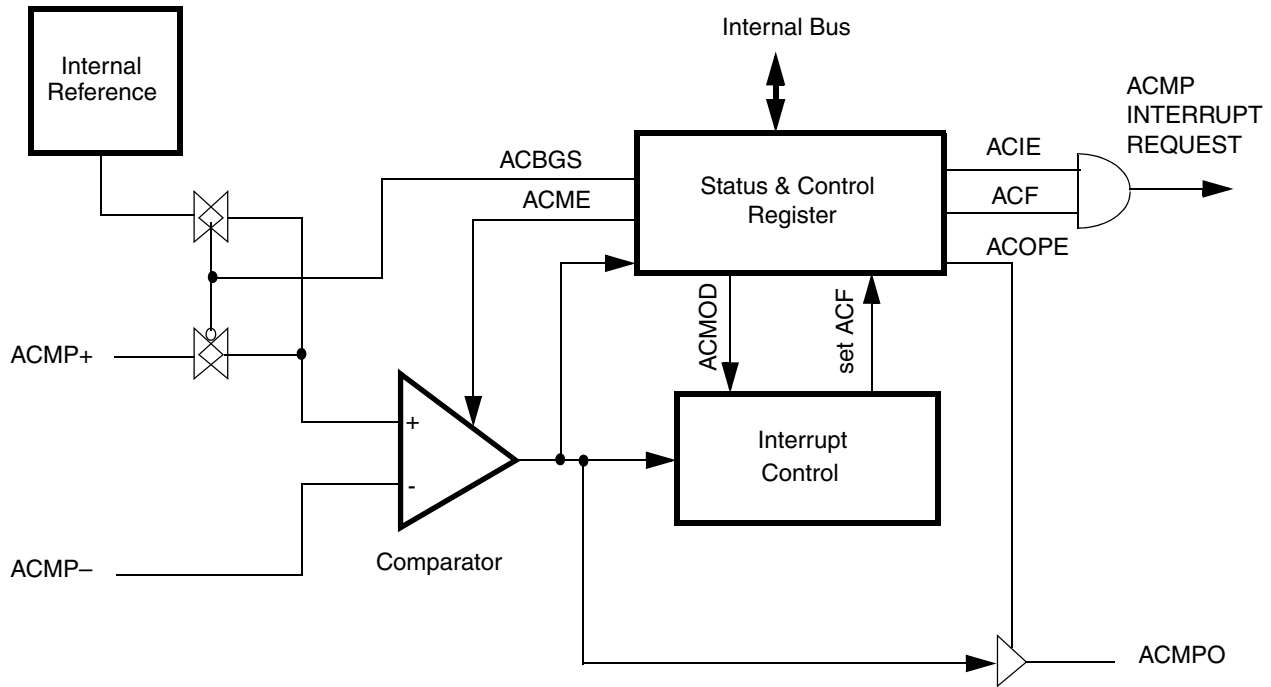 Internal Bus
Internal
Reference
ACMP
INTERRUPT
REQUEST
ACBGS
ACME
Status & Control
Register
ACIE
ACF
ACOPE
ACMOD
set ACF
ACMP+
+
-
Interrupt
Control
Comparator
ACMP–
ACMPO